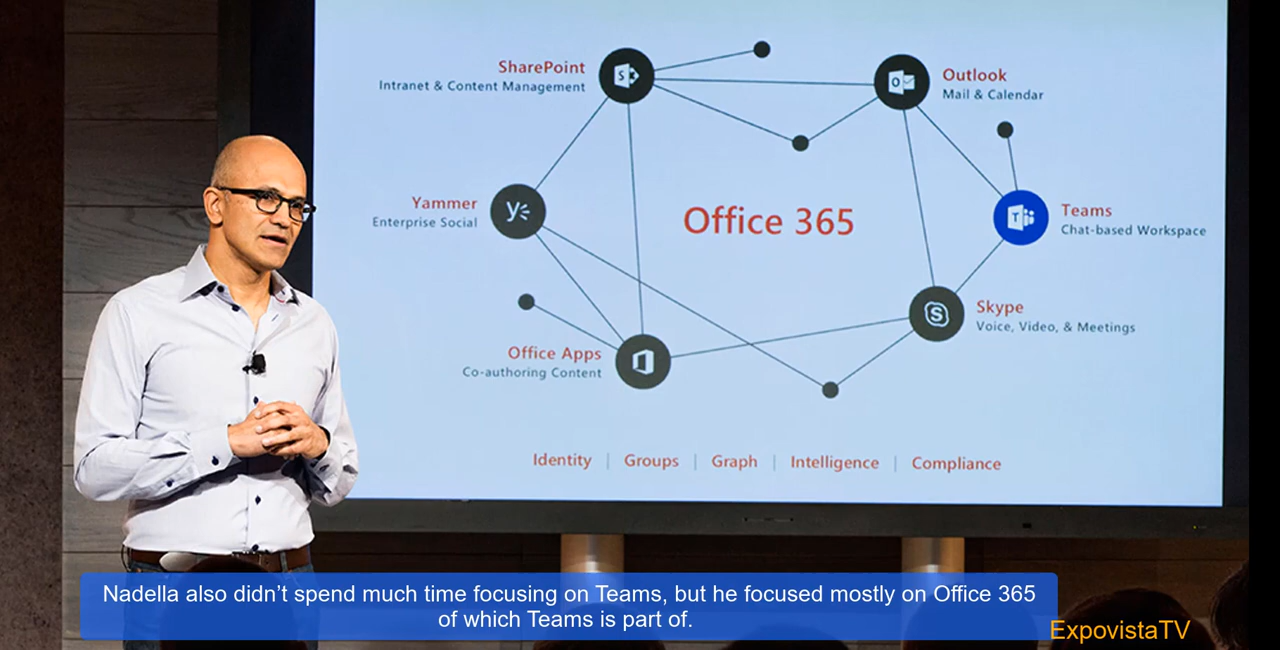 SharePoint
Intranet & Content Management
Outlook
Mail & Calendar
Yammer
Enterprise Social
Office 365
Teams
Chat-based Workspace
Skype
Voice, Video, & Meetings
Office Apps
Co-authoring Content
Identity | Groups | Graph | Intelligence | Compliance
Nadella also didn’t spend much time focusing on Teams, but he focused mostly on Office 365
of which Teams is part of.
ExpovistaTV